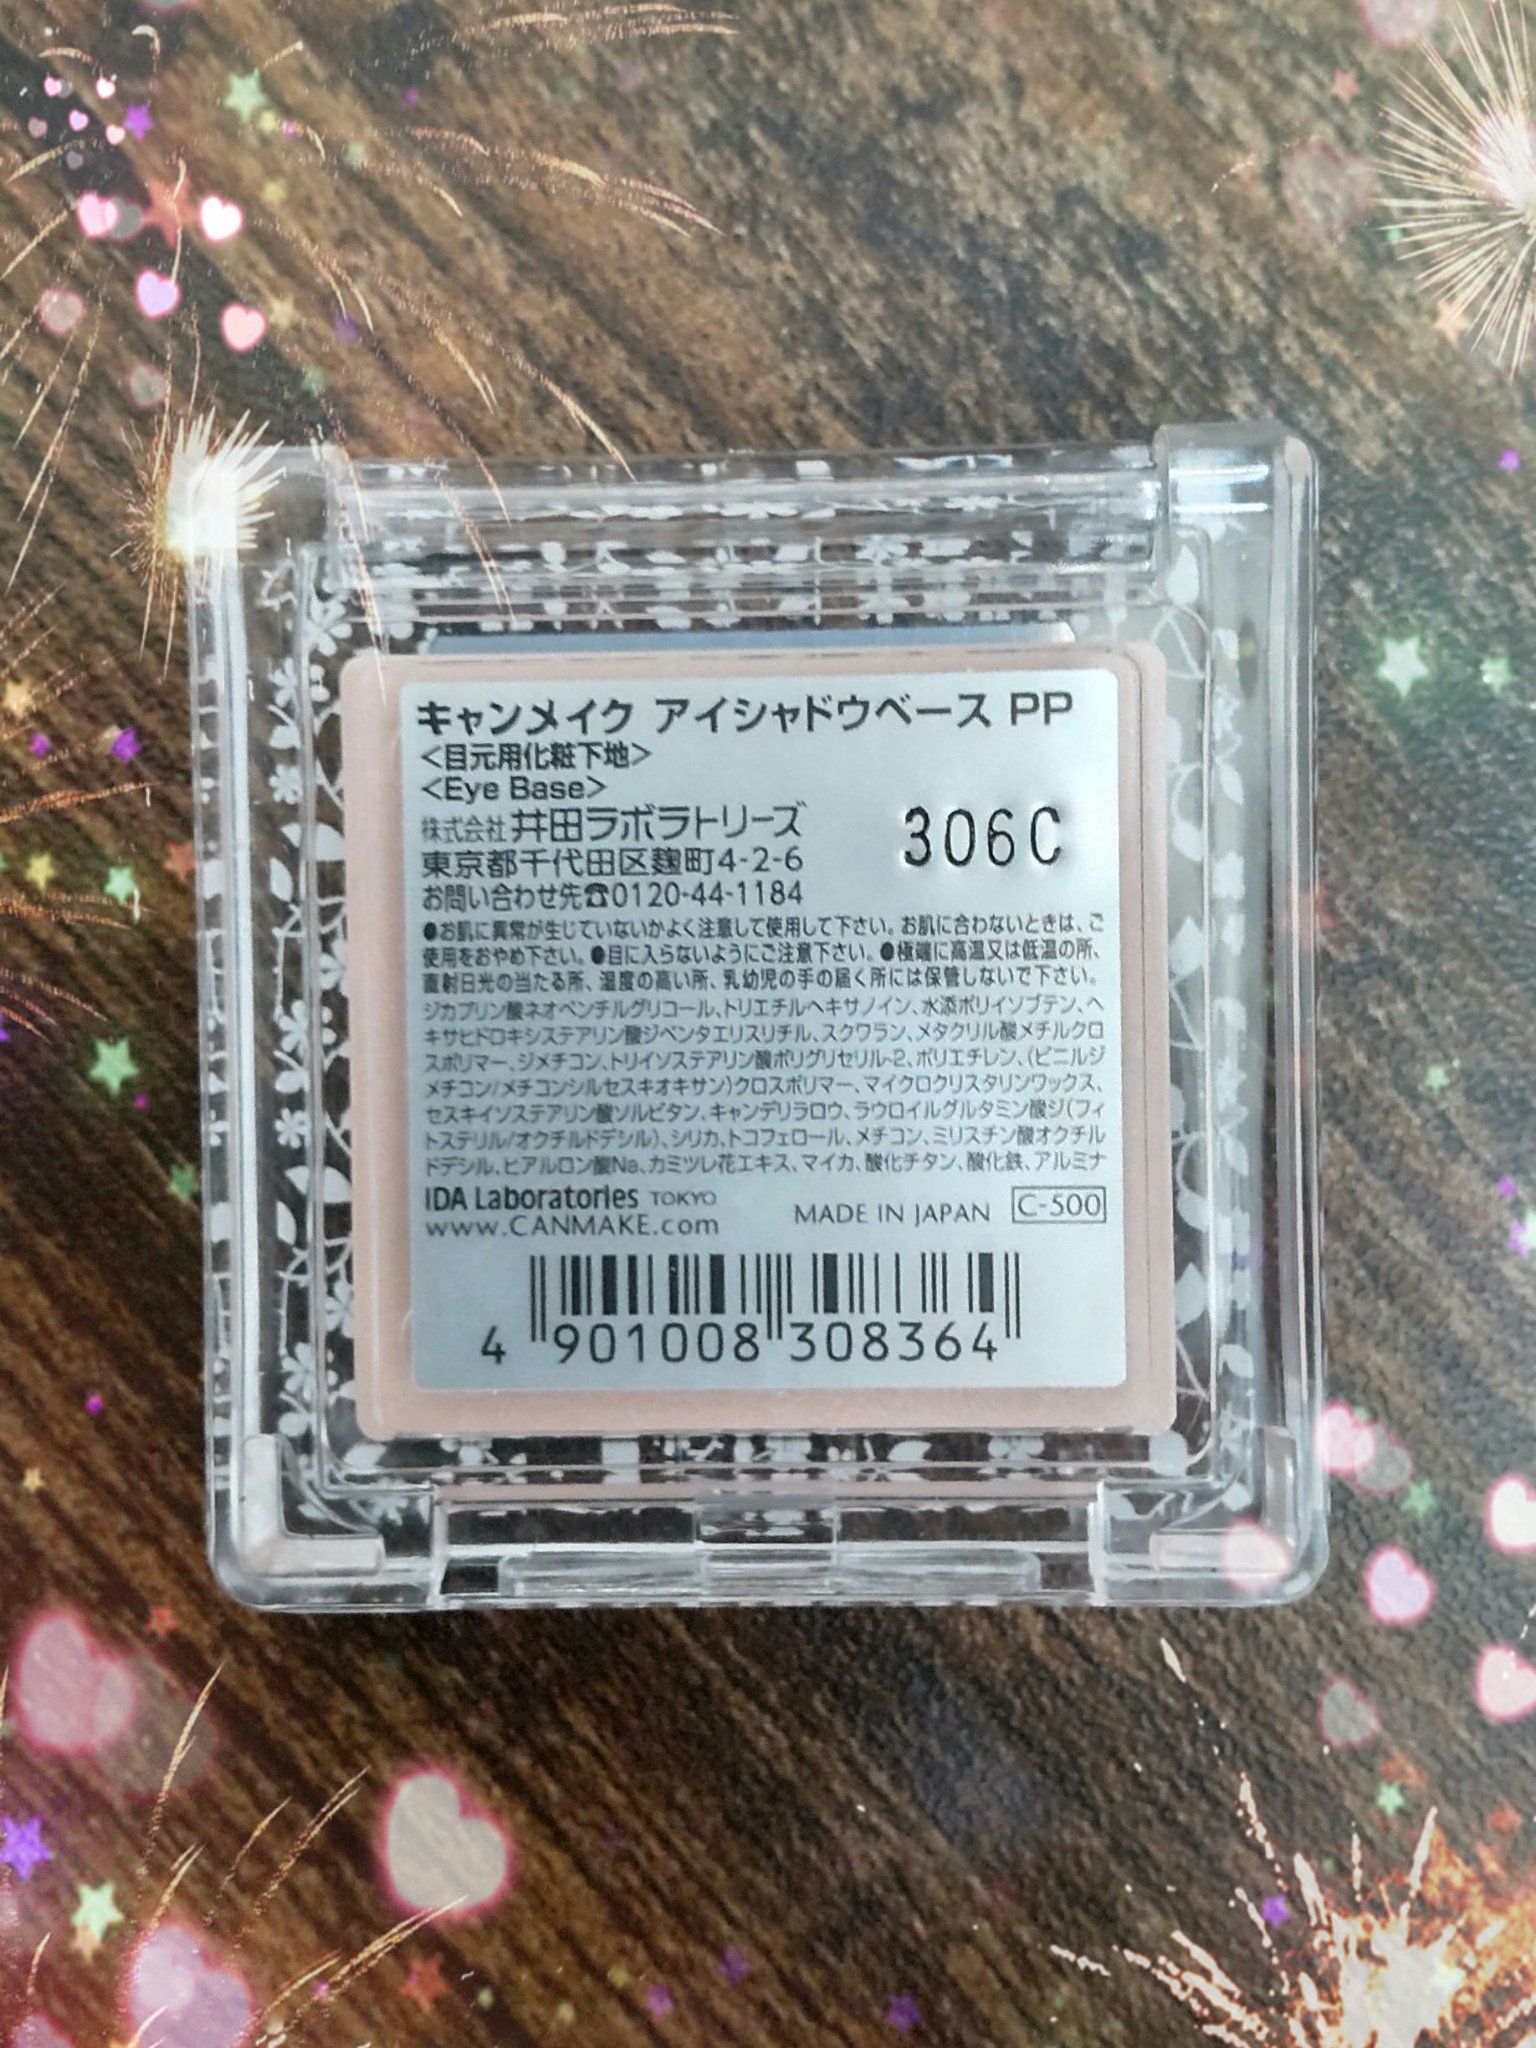 キャンメイク アイシャドウベース PP
<目元用化粧下地>
<Eye Base>
株式会社 井田ラボラトリーズ
306C
東京都千代田区麹町4-2-6
お問い合わせ先☎0120-44-1184
●お肌に異常が生じていないかよく注意して使用して下さい。お肌に合わないときは、ご
使用をおやめ下さい。●目に入らないようにご注意下さい。●極端に高温又は低温の所、
直射日光の当たる所、湿度の高い所、乳幼児の手の届く所には保管しないで下さい。
ジカプリン酸ネオペンチルグリコール、トリエチルヘキサノイン、水添ポリイソブテン、ヘ
キサヒドロキシステアリン酸ジペンタエリスリチル、スクワラン、メタクリル酸メチルクロ
スポリマー、ジメチコン、トリイソステアリン酸ポリグリセリル-2、ポリエチレン、(ビニルジ
メチコン/メチコンシルセスキオキサン)クロスポリマー、マイクロクリスタリンワックス、
セスキイソステアリン酸ソルビタン、キャンデリラロウ、ラウロイルグルタミン酸ジ(フィ
トステリル/オクチルドデシル)、シリカ、トコフェロール、メチコン、ミリスチン酸オクチル
ドデシル、ヒアルロン酸Na、カミツレ花エキス、マイカ、酸化チタン、酸化鉄、アルミナ
IDA Laboratories TOKYO
www.CANMAKE.com MADE IN JAPAN C-500
4 901008 308364